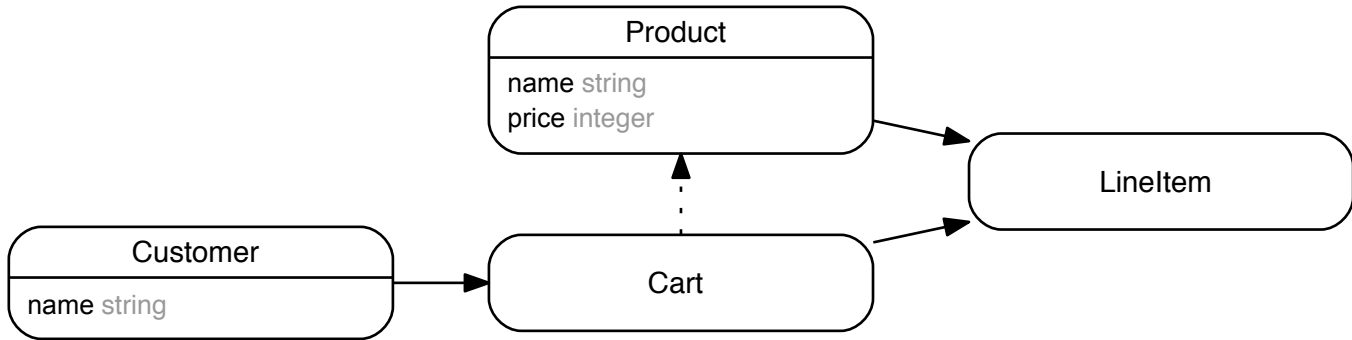 Product
name string
price integer
LineItem
Customer
name string
Cart